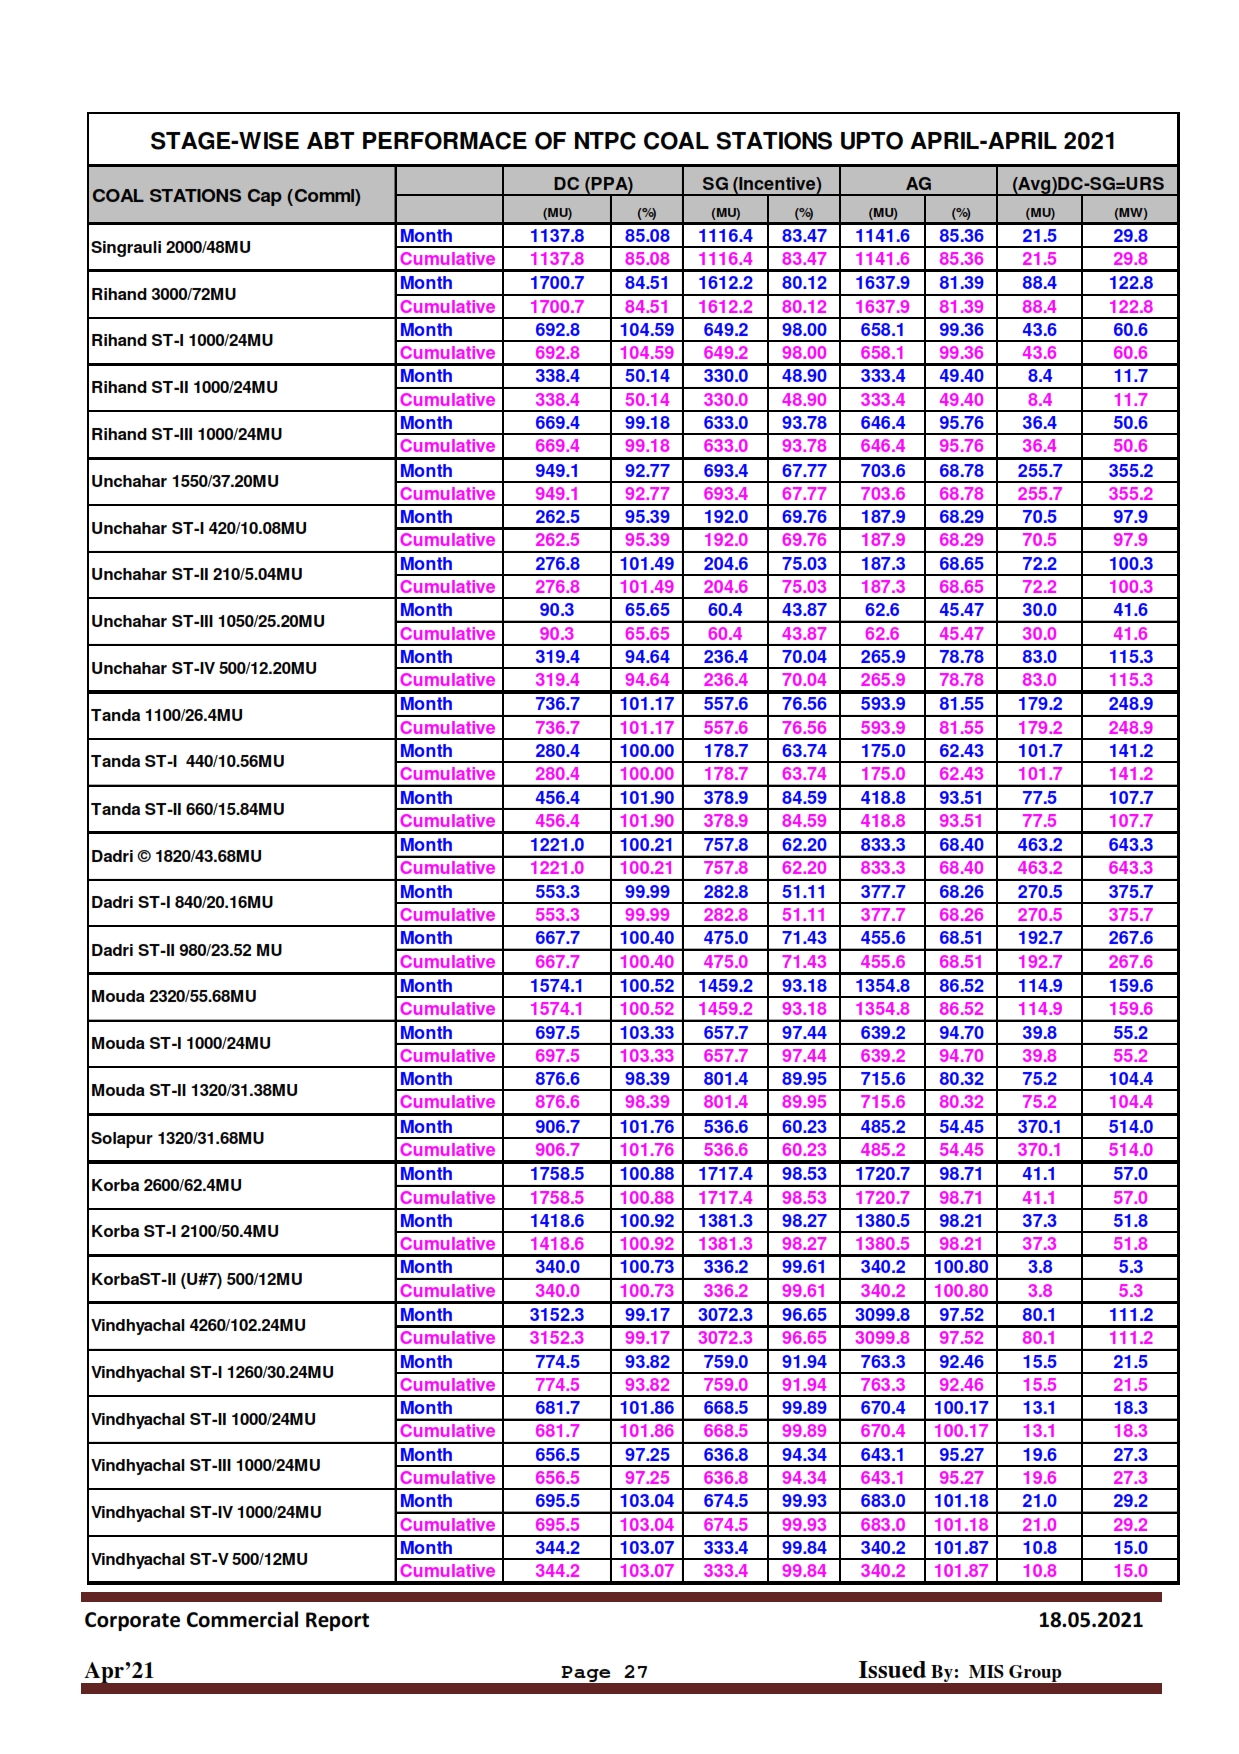 STAGE-WISE ABT PERFORMACE OF NTPC COAL STATIONS UPTO APRIL-APRIL 2021
COAL STATIONS Cap (Comml) DC (PPA) SG (Incentive) AG (Avg)DC-SG=URS
(MU) (%) (MU) (%) (MU) (%) (MU) (MW)
Singrauli 2000/48MU
Month 1137.8 85.08 1116.4 83.47 1141.6 85.36 21.5 29.8
Cumulative 1137.8 85.08 1116.4 83.47 1141.6 85.36 21.5 29.8
Rihand 3000/72MU
Month 1700.7 84.51 1612.2 80.12 1637.9 81.39 88.4 122.8
Cumulative 1700.7 84.51 1612.2 80.12 1637.9 81.39 88.4 122.8
Rihand ST-I 1000/24MU
Month 692.8 104.59 649.2 98.00 658.1 99.36 43.6 60.6
Cumulative 692.8 104.59 649.2 98.00 658.1 99.36 43.6 60.6
Rihand ST-II 1000/24MU
Month 338.4 50.14 330.0 48.90 333.4 49.40 8.4 11.7
Cumulative 338.4 50.14 330.0 48.90 333.4 49.40 8.4 11.7
Rihand ST-III 1000/24MU
Month 669.4 99.18 633.0 93.78 646.4 95.76 36.4 50.6
Cumulative 669.4 99.18 633.0 93.78 646.4 95.76 36.4 50.6
Unchahar 1550/37.20MU
Month 949.1 92.77 693.4 67.77 703.6 68.78 255.7 355.2
Cumulative 949.1 92.77 693.4 67.77 703.6 68.78 255.7 355.2
Unchahar ST-I 420/10.08MU
Month 262.5 95.39 192.0 69.76 187.9 68.29 70.5 97.9
Cumulative 262.5 95.39 192.0 69.76 187.9 68.29 70.5 97.9
Unchahar ST-II 210/5.04MU
Month 276.8 101.49 204.6 75.03 187.3 68.65 72.2 100.3
Cumulative 276.8 101.49 204.6 75.03 187.3 68.65 72.2 100.3
Unchahar ST-III 1050/25.20MU
Month 90.3 65.65 60.4 43.87 62.6 45.47 30.0 41.6
Cumulative 90.3 65.65 60.4 43.87 62.6 45.47 30.0 41.6
Unchahar ST-IV 500/12.20MU
Month 319.4 94.64 236.4 70.04 265.9 78.78 83.0 115.3
Cumulative 319.4 94.64 236.4 70.04 265.9 78.78 83.0 115.3
Tanda 1100/26.4MU
Month 736.7 101.17 557.6 76.56 593.9 81.55 179.2 248.9
Cumulative 736.7 101.17 557.6 76.56 593.9 81.55 179.2 248.9
Tanda ST-I 440/10.56MU
Month 280.4 100.00 178.7 63.74 175.0 62.43 101.7 141.2
Cumulative 280.4 100.00 178.7 63.74 175.0 62.43 101.7 141.2
Tanda ST-II 660/15.84MU
Month 456.4 101.90 378.9 84.59 418.8 93.51 77.5 107.7
Cumulative 456.4 101.90 378.9 84.59 418.8 93.51 77.5 107.7
Dadri © 1820/43.68MU
Month 1221.0 100.21 757.8 62.20 833.3 68.40 463.2 643.3
Cumulative 1221.0 100.21 757.8 62.20 833.3 68.40 463.2 643.3
Dadri ST-I 840/20.16MU
Month 553.3 99.99 282.8 51.11 377.7 68.26 270.5 375.7
Cumulative 553.3 99.99 282.8 51.11 377.7 68.26 270.5 375.7
Dadri ST-II 980/23.52 MU
Month 667.7 100.40 475.0 71.43 455.6 68.51 192.7 267.6
Cumulative 667.7 100.40 475.0 71.43 455.6 68.51 192.7 267.6
Mouda 2320/55.68MU
Month 1574.1 100.52 1459.2 93.18 1354.8 86.52 114.9 159.6
Cumulative 1574.1 100.52 1459.2 93.18 1354.8 86.52 114.9 159.6
Mouda ST-I 1000/24MU
Month 697.5 103.33 657.7 97.44 639.2 94.70 39.8 55.2
Cumulative 697.5 103.33 657.7 97.44 639.2 94.70 39.8 55.2
Mouda ST-II 1320/31.38MU
Month 876.6 98.39 801.4 89.95 715.6 80.32 75.2 104.4
Cumulative 876.6 98.39 801.4 89.95 715.6 80.32 75.2 104.4
Solapur 1320/31.68MU
Month 906.7 101.76 536.6 60.23 485.2 54.45 370.1 514.0
Cumulative 906.7 101.76 536.6 60.23 485.2 54.45 370.1 514.0
Korba 2600/62.4MU
Month 1758.5 100.88 1717.4 98.53 1720.7 98.71 41.1 57.0
Cumulative 1758.5 100.88 1717.4 98.53 1720.7 98.71 41.1 57.0
Korba ST-I 2100/50.4MU
Month 1418.6 100.92 1381.3 98.27 1380.5 98.21 37.3 51.8
Cumulative 1418.6 100.92 1381.3 98.27 1380.5 98.21 37.3 51.8
KorbaST-II (U#7) 500/12MU
Month 340.0 100.73 336.2 99.61 340.2 100.80 3.8 5.3
Cumulative 340.0 100.73 336.2 99.61 340.2 100.80 3.8 5.3
Vindhyachal 4260/102.24MU
Month 3152.3 99.17 3072.3 96.65 3099.8 97.52 80.1 111.2
Cumulative 3152.3 99.17 3072.3 96.65 3099.8 97.52 80.1 111.2
Vindhyachal ST-I 1260/30.24MU
Month 774.5 93.82 759.0 91.94 763.3 92.46 15.5 21.5
Cumulative 774.5 93.82 759.0 91.94 763.3 92.46 15.5 21.5
Vindhyachal ST-II 1000/24MU
Month 681.7 101.86 668.5 99.89 670.4 100.17 13.1 18.3
Cumulative 681.7 101.86 668.5 99.89 670.4 100.17 13.1 18.3
Vindhyachal ST-III 1000/24MU
Month 656.5 97.25 636.8 94.34 643.1 95.27 19.6 27.3
Cumulative 656.5 97.25 636.8 94.34 643.1 95.27 19.6 27.3
Vindhyachal ST-IV 1000/24MU
Month 695.5 103.04 674.5 99.93 683.0 101.18 21.0 29.2
Cumulative 695.5 103.04 674.5 99.93 683.0 101.18 21.0 29.2
Vindhyachal ST-V 500/12MU
Month 344.2 103.07 333.4 99.84 340.2 101.87 10.8 15.0
Cumulative 344.2 103.07 333.4 99.84 340.2 101.87 10.8 15.0
Corporate Commercial Report 18.05.2021
Apr’21 Page 27 Issued By: MIS Group